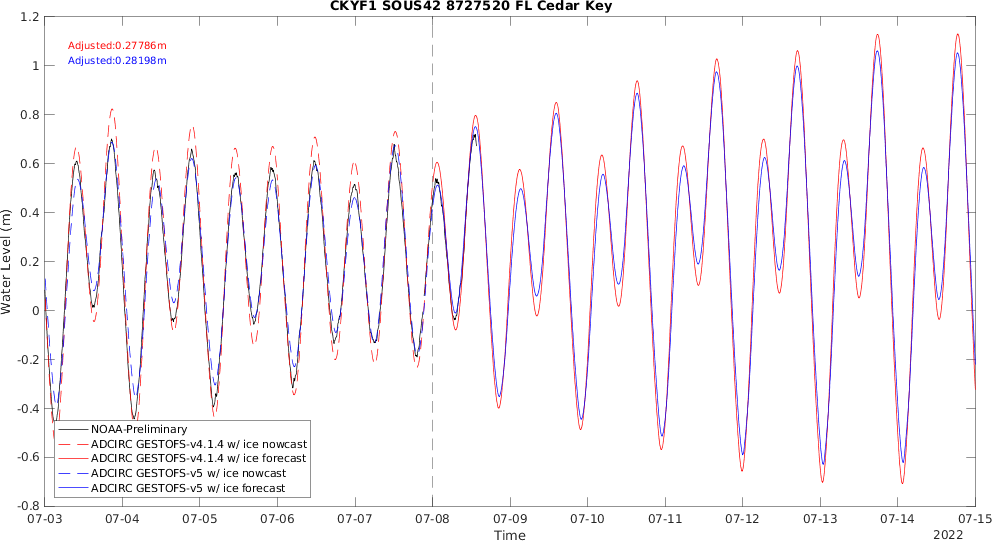 CKYF1 SOUS42 8727520 FL Cedar Key
1.2
1
0.8
0.6
0.4
0.2
0
-0.2
-0.4
-0.6
-0.8
Water Level (m)
Adjusted:0.27786m
Adjusted:0.28198m
NOAA-Preliminary
ADCIRC GESTOFS-v4.1.4 w/ ice nowcast
ADCIRC GESTOFS-v4.1.4 w/ ice forecast
ADCIRC GESTOFS-v5 w/ ice nowcast
ADCIRC GESTOFS-v5 w/ ice forecast
07-03 07-04 07-05 07-06 07-07 07-08 07-09 07-10 07-11 07-12 07-13 07-14 07-15
Time
2022